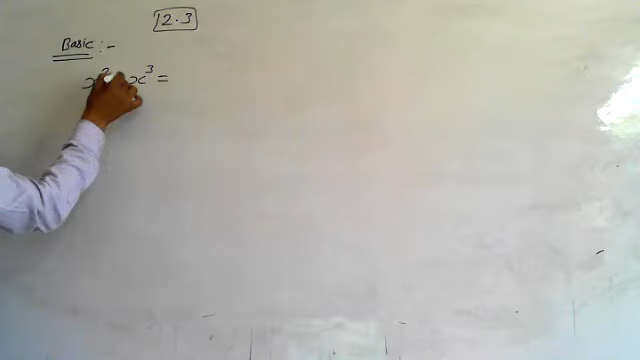 12.3
Basic :-
x² x³ =